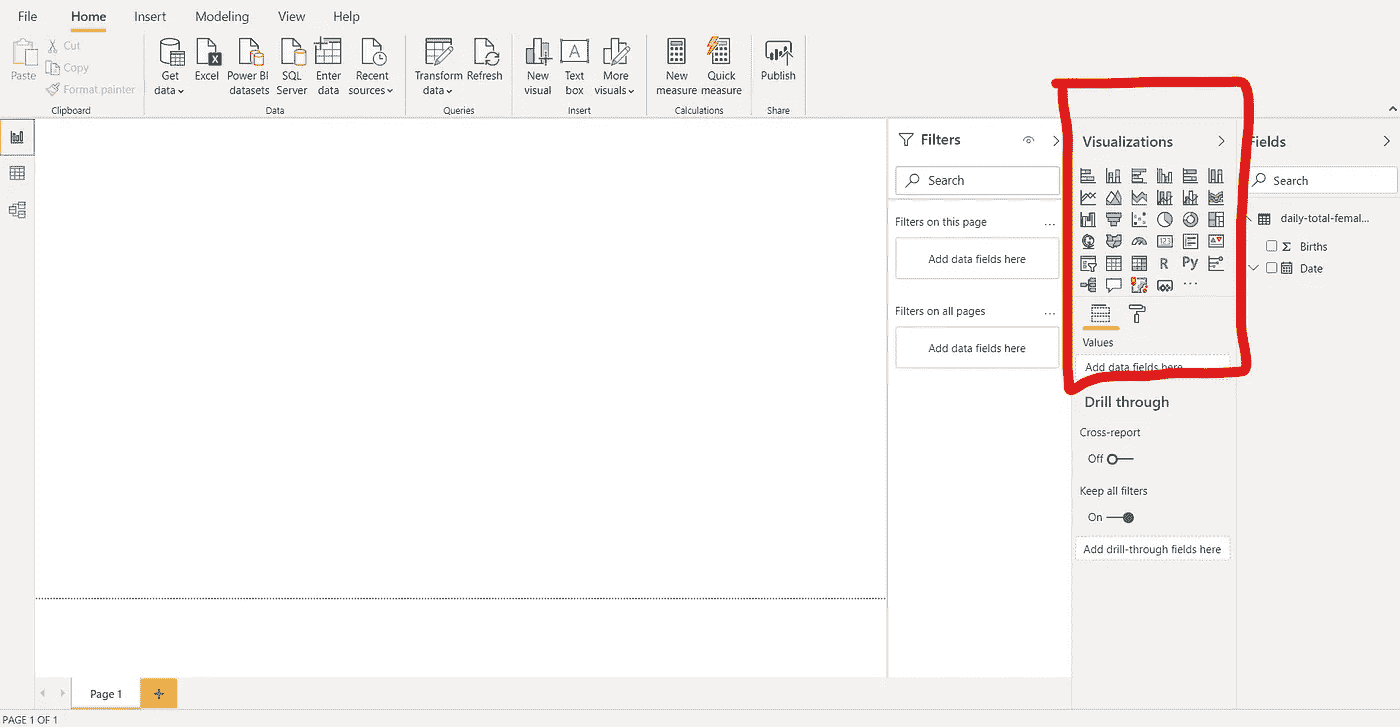 File Home Insert Modeling View Help
Paste
Cut
Copy
Format painter
Clipboard
Get data
Excel
Power BI datasets
SQL Server
Enter data
Recent sources
Data
Transform data
Refresh
Queries
New visual
Text box
More visuals
Insert
New measure
Quick measure
Calculations
Publish
Share
Filters
Search
Filters on this page
...
Add data fields here
Filters on all pages
...
Add data fields here
Visualizations
123
R
Py
...
Values
Add data fields here
Drill through
Cross-report
Off
Keep all filters
On
Add drill-through fields here
Fields
Search
daily-total-femal...
Σ Births
Date
Page 1
+
PAGE 1 OF 1